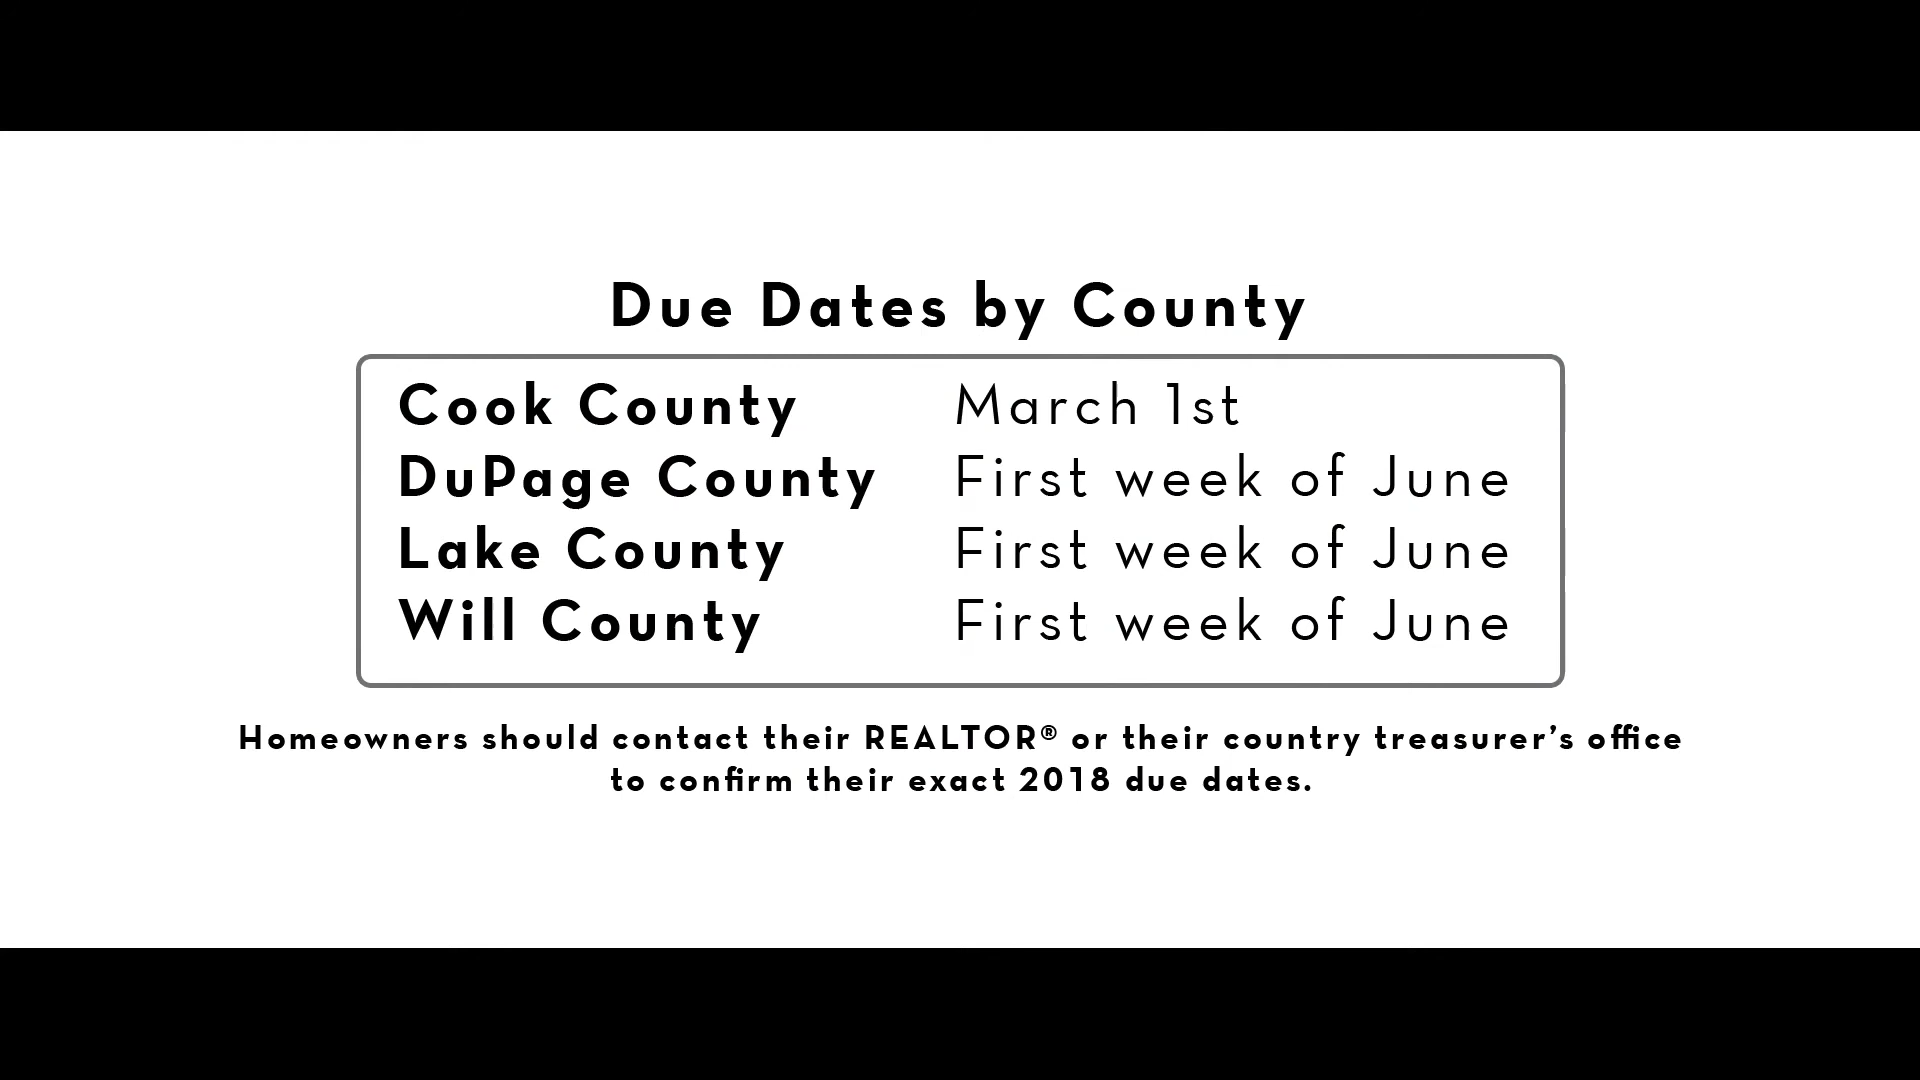 Due Dates by County
Cook County March 1st
DuPage County First week of June
Lake County First week of June
Will County First week of June
Homeowners should contact their REALTOR® or their country treasurer’s office
to confirm their exact 2018 due dates.